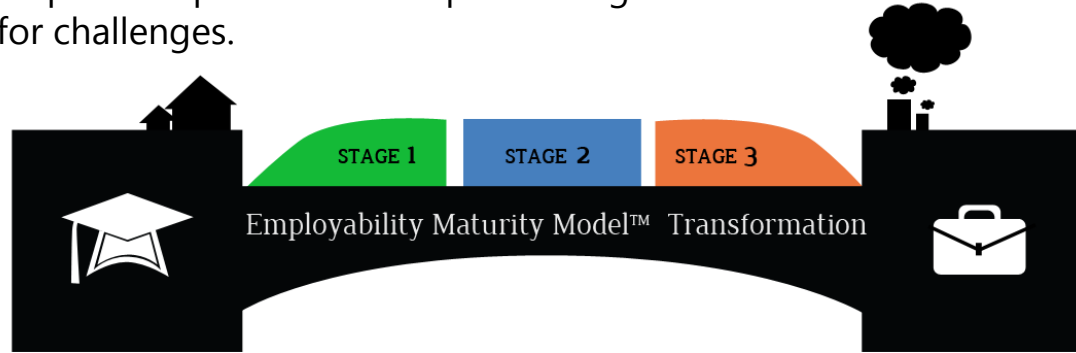 for challenges.
STAGE 1
STAGE 2
STAGE 3
Employability Maturity Model™ Transformation